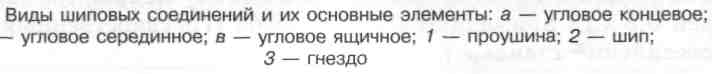 Виды шиповых соединений и их основные элементы: а — угловое концевое;
— угловое серединное; в — угловое ящичное; 1 — проушина; 2 — шип;
3 — гнездо